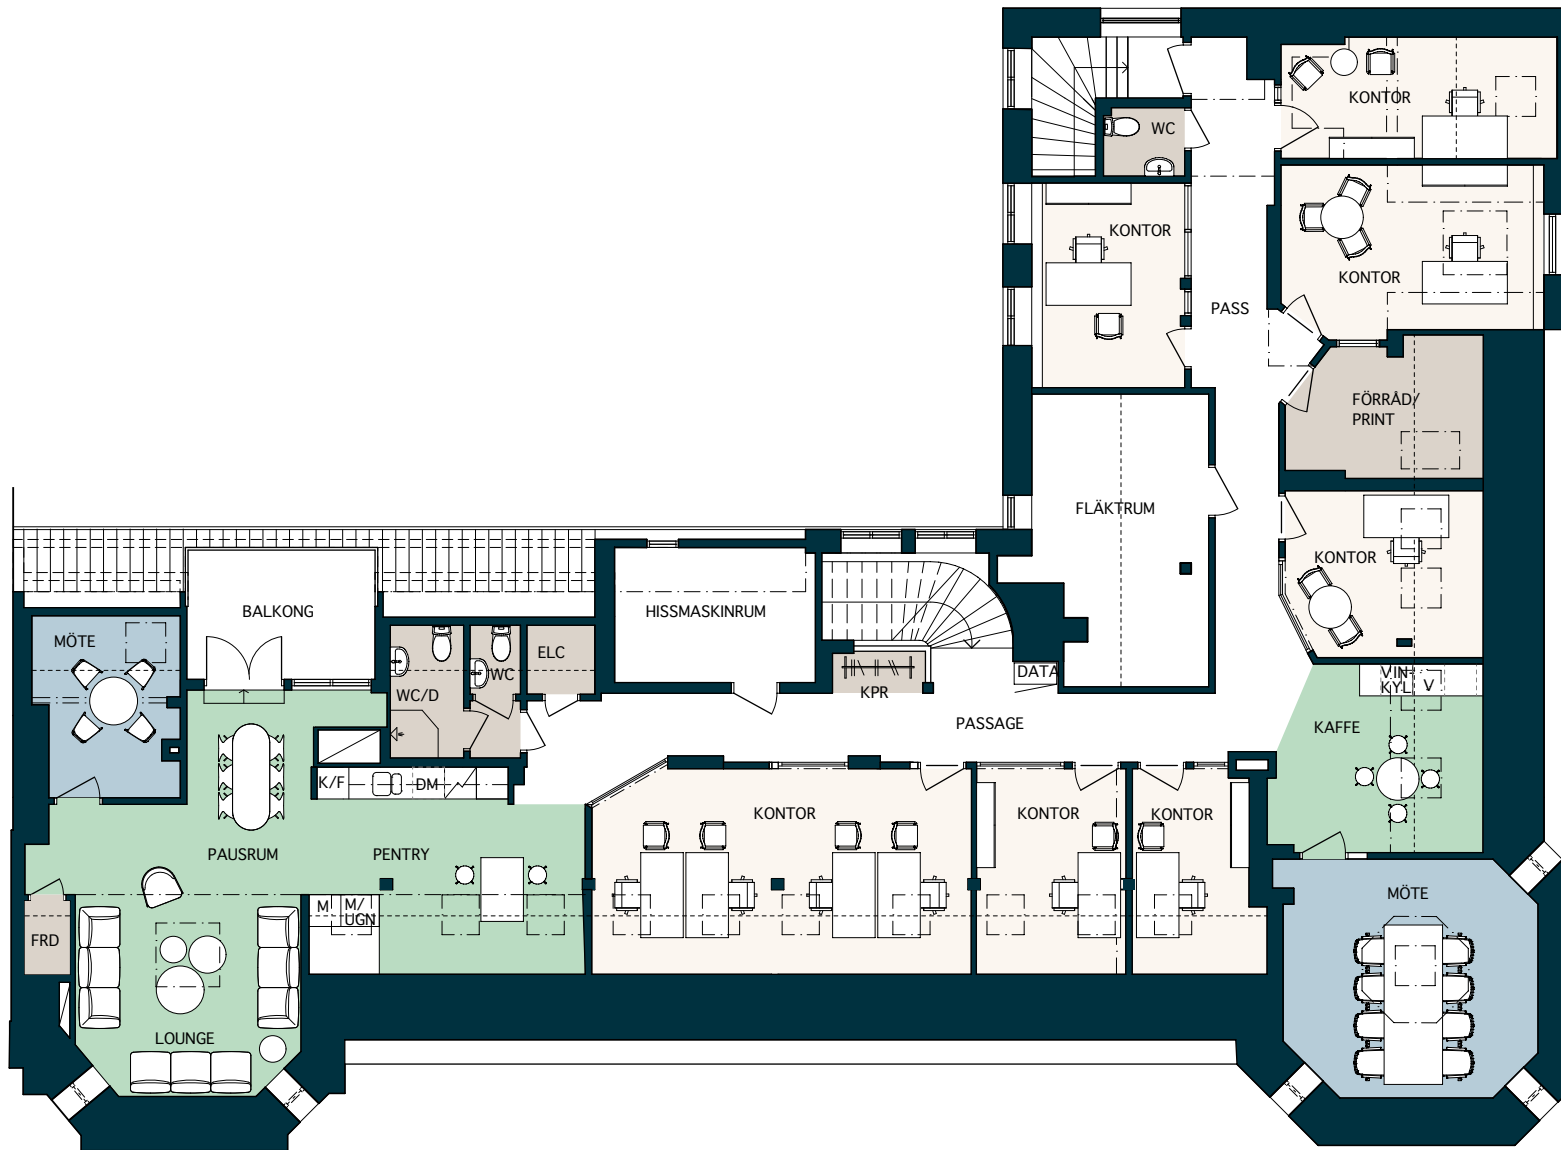 KONTOR
WC
KONTOR
KONTOR
PASS
FÖRRÅD/
PRINT
FLÄKTRUM
KONTOR
BALKONG
HISSMASKINRUM
MÖTE
ELC
WC/D
WC
KPR
DATA
VIN-
KYL
V
PASSAGE
KAFFE
K/F
DM
KONTOR
KONTOR
KONTOR
PAUSRUM
PENTRY
MÖTE
M
M/
UGN
FRD
LOUNGE